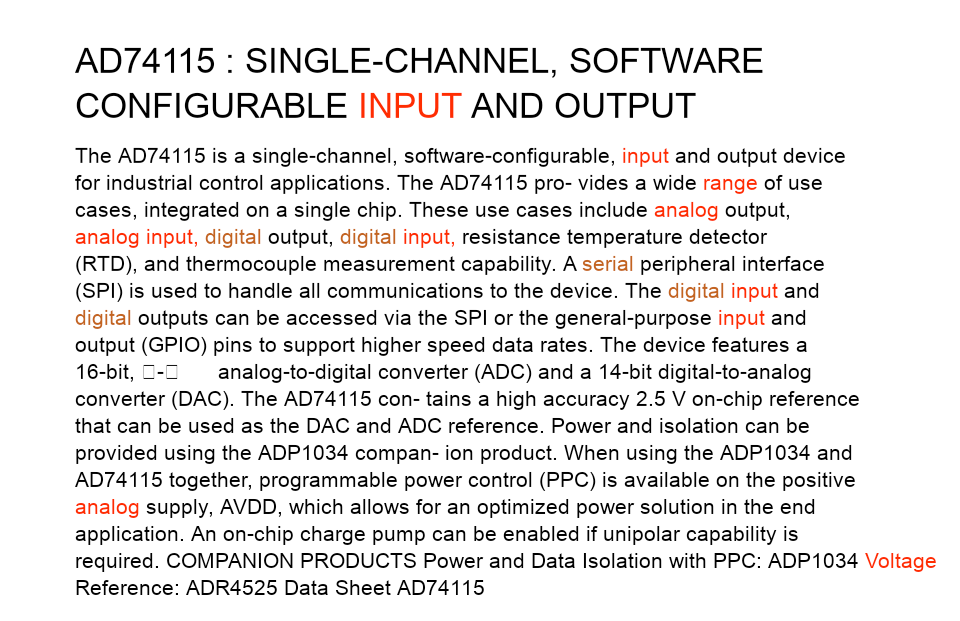 AD74115 : SINGLE-CHANNEL, SOFTWARE
CONFIGURABLE INPUT AND OUTPUT
The AD74115 is a single-channel, software-configurable, input and output device
for industrial control applications. The AD74115 pro- vides a wide range of use
cases, integrated on a single chip. These use cases include analog output,
analog input, digital output, digital input, resistance temperature detector
(RTD), and thermocouple measurement capability. A serial peripheral interface
(SPI) is used to handle all communications to the device. The digital input and
digital outputs can be accessed via the SPI or the general-purpose input and
output (GPIO) pins to support higher speed data rates. The device features a
16-bit, □-□ analog-to-digital converter (ADC) and a 14-bit digital-to-analog
converter (DAC). The AD74115 con- tains a high accuracy 2.5 V on-chip reference
that can be used as the DAC and ADC reference. Power and isolation can be
provided using the ADP1034 compan- ion product. When using the ADP1034 and
AD74115 together, programmable power control (PPC) is available on the positive
analog supply, AVDD, which allows for an optimized power solution in the end
application. An on-chip charge pump can be enabled if unipolar capability is
required. COMPANION PRODUCTS Power and Data Isolation with PPC: ADP1034 Voltage
Reference: ADR4525 Data Sheet AD74115